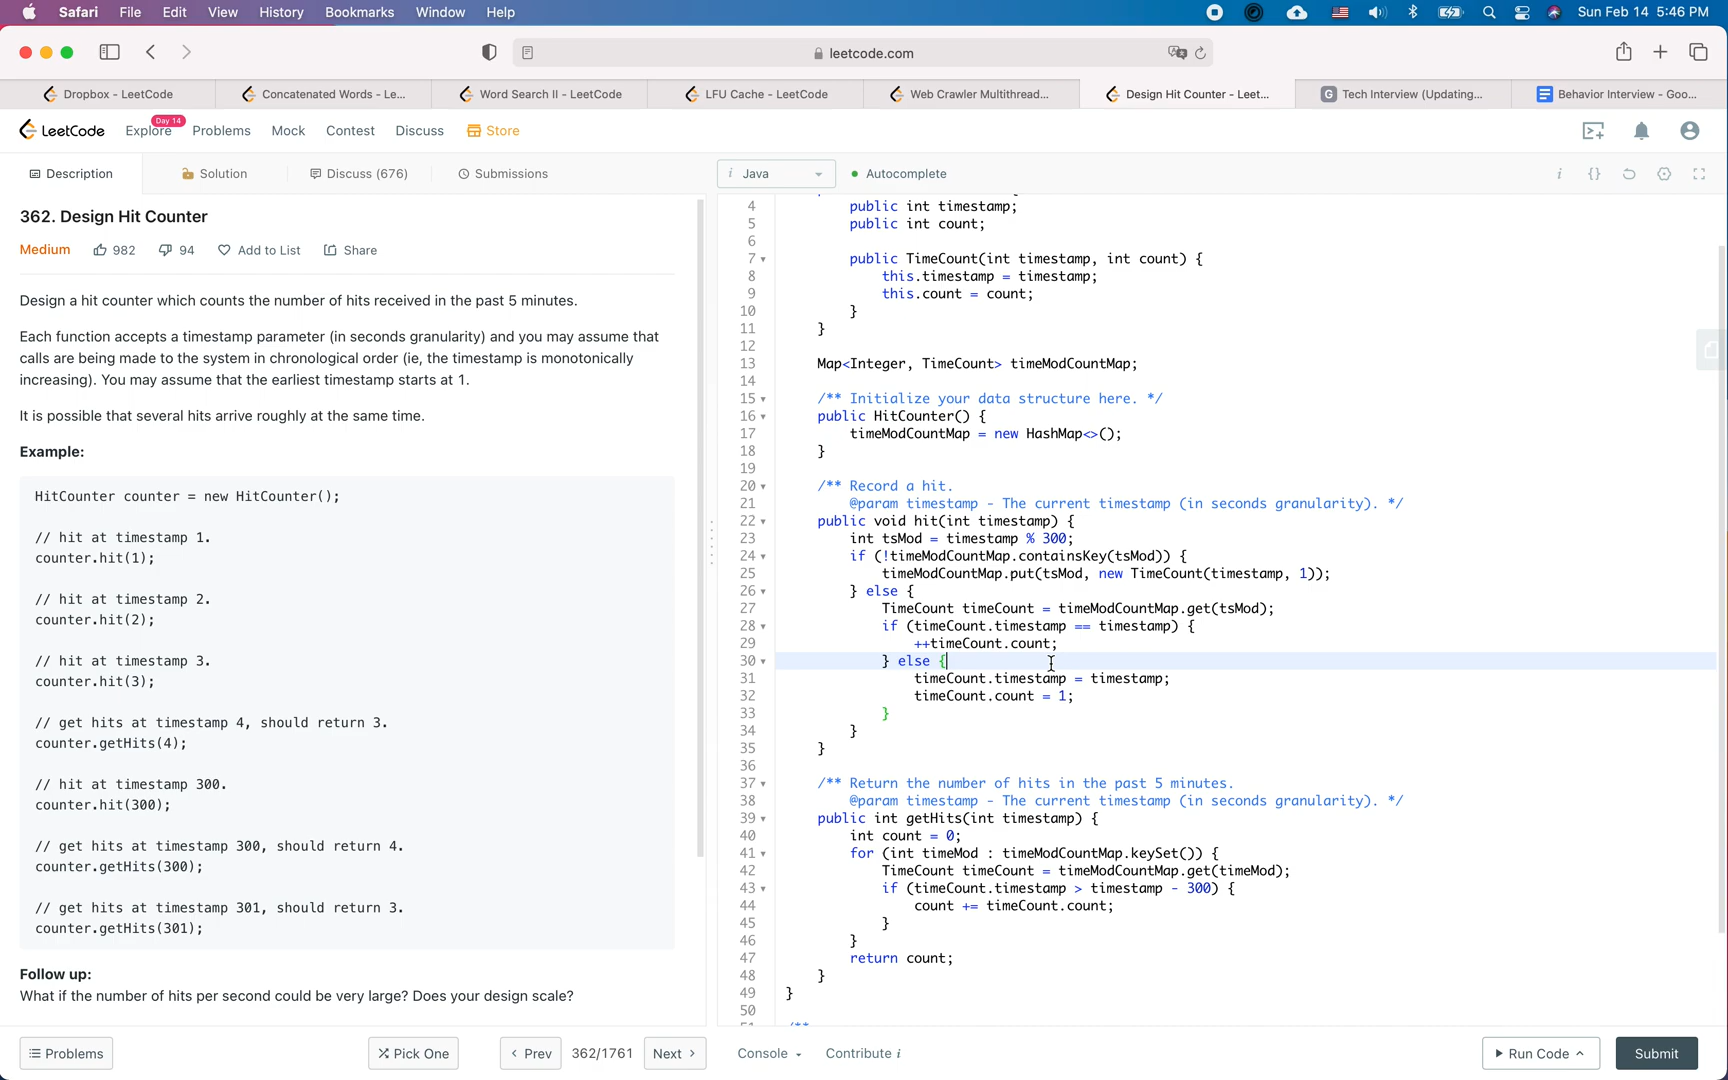 Safari File Edit View History Bookmarks Window Help Sun Feb 14 5:46 PM
leetcode.com
Dropbox - LeetCode Concatenated Words - Le... Word Search II - LeetCode LFU Cache - LeetCode Web Crawler Multithread... Design Hit Counter - Leet... G Tech Interview (Updating... Behavior Interview - Goo...
LeetCode Explore Day 14 Problems Mock Contest Discuss Store
Description Solution Discuss (676) Submissions
362. Design Hit Counter
Medium 982 94 Add to List Share
Design a hit counter which counts the number of hits received in the past 5 minutes.
Each function accepts a timestamp parameter (in seconds granularity) and you may assume that
calls are being made to the system in chronological order (ie, the timestamp is monotonically
increasing). You may assume that the earliest timestamp starts at 1.
It is possible that several hits arrive roughly at the same time.
Example:
HitCounter counter = new HitCounter();
// hit at timestamp 1.
counter.hit(1);
// hit at timestamp 2.
counter.hit(2);
// hit at timestamp 3.
counter.hit(3);
// get hits at timestamp 4, should return 3.
counter.getHits(4);
// hit at timestamp 300.
counter.hit(300);
// get hits at timestamp 300, should return 4.
counter.getHits(300);
// get hits at timestamp 301, should return 3.
counter.getHits(301);
Follow up:
What if the number of hits per second could be very large? Does your design scale?
Problems Pick One Prev 362/1761 Next
i Java Autocomplete i {}
4 public int timestamp;
5 public int count;
6
7 public TimeCount(int timestamp, int count) {
8 this.timestamp = timestamp;
9 this.count = count;
10 }
11 }
12
13 Map<Integer, TimeCount> timeModCountMap;
14
15 /** Initialize your data structure here. */
16 public HitCounter() {
17 timeModCountMap = new HashMap<>();
18 }
19
20 /** Record a hit.
21 @param timestamp - The current timestamp (in seconds granularity). */
22 public void hit(int timestamp) {
23 int tsMod = timestamp % 300;
24 if (!timeModCountMap.containsKey(tsMod)) {
25 timeModCountMap.put(tsMod, new TimeCount(timestamp, 1));
26 } else {
27 TimeCount timeCount = timeModCountMap.get(tsMod);
28 if (timeCount.timestamp == timestamp) {
29 ++timeCount.count;
30 } else {
31 timeCount.timestamp = timestamp;
32 timeCount.count = 1;
33 }
34 }
35 }
36
37 /** Return the number of hits in the past 5 minutes.
38 @param timestamp - The current timestamp (in seconds granularity). */
39 public int getHits(int timestamp) {
40 int count = 0;
41 for (int timeMod : timeModCountMap.keySet()) {
42 TimeCount timeCount = timeModCountMap.get(timeMod);
43 if (timeCount.timestamp > timestamp - 300) {
44 count += timeCount.count;
45 }
46 }
47 return count;
48 }
49 }
50
51 /**
Console Contribute i Run Code Submit